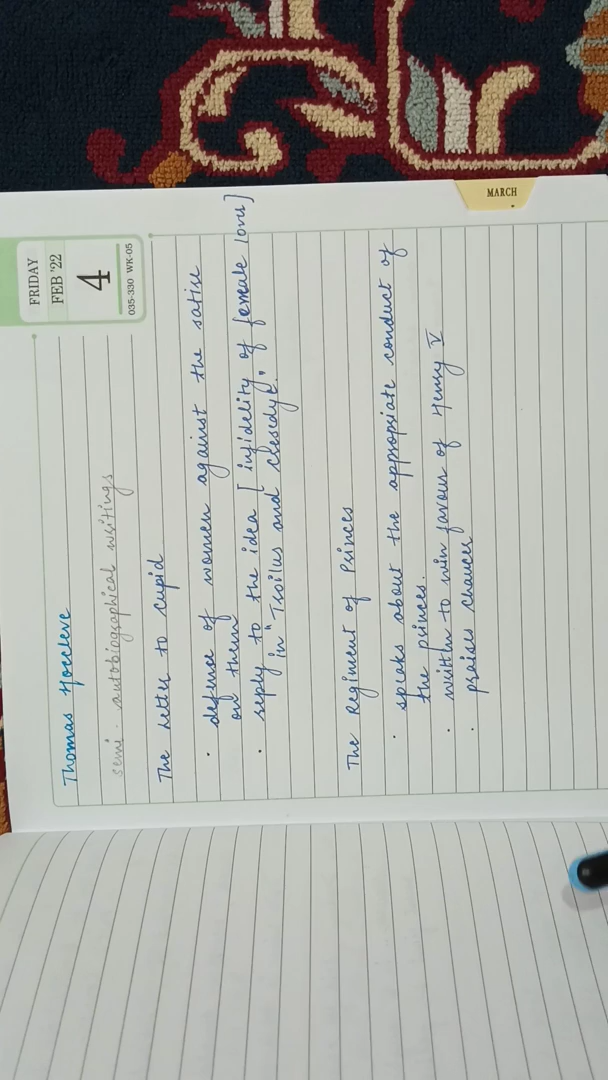 FRIDAY
FEB '22
4
035-330 WK-05
MARCH
Thomas Hoccleve
semi-autobiographical writings
The Letter to Cupid
· defence of women against the satire
on them
· reply to the idea [infidelity of female lover]
in "Troilus and Cresedye".
The Regiment of Princes
· speaks about the appropriate conduct of
the princes.
· written to win favour of Henry V
· praises chaucer